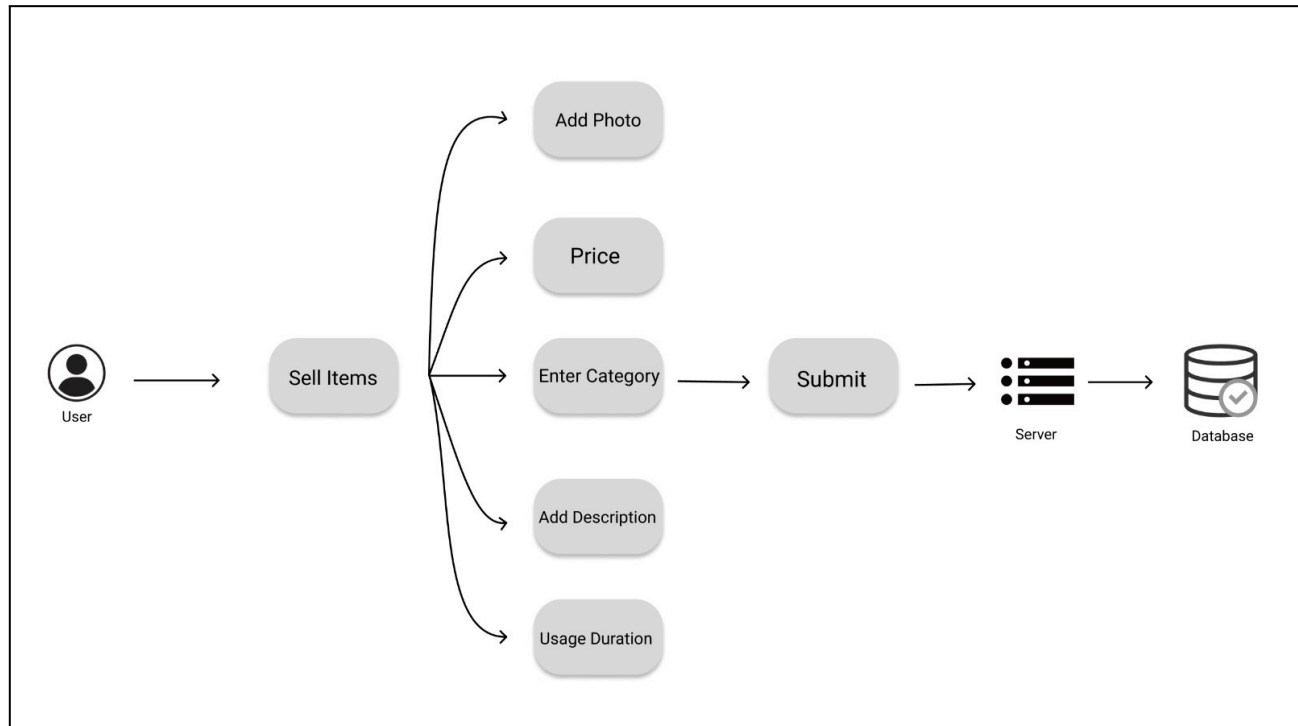 Add Photo
Price
User
Sell Items
Enter Category
Submit
Server
Database
Add Description
Usage Duration